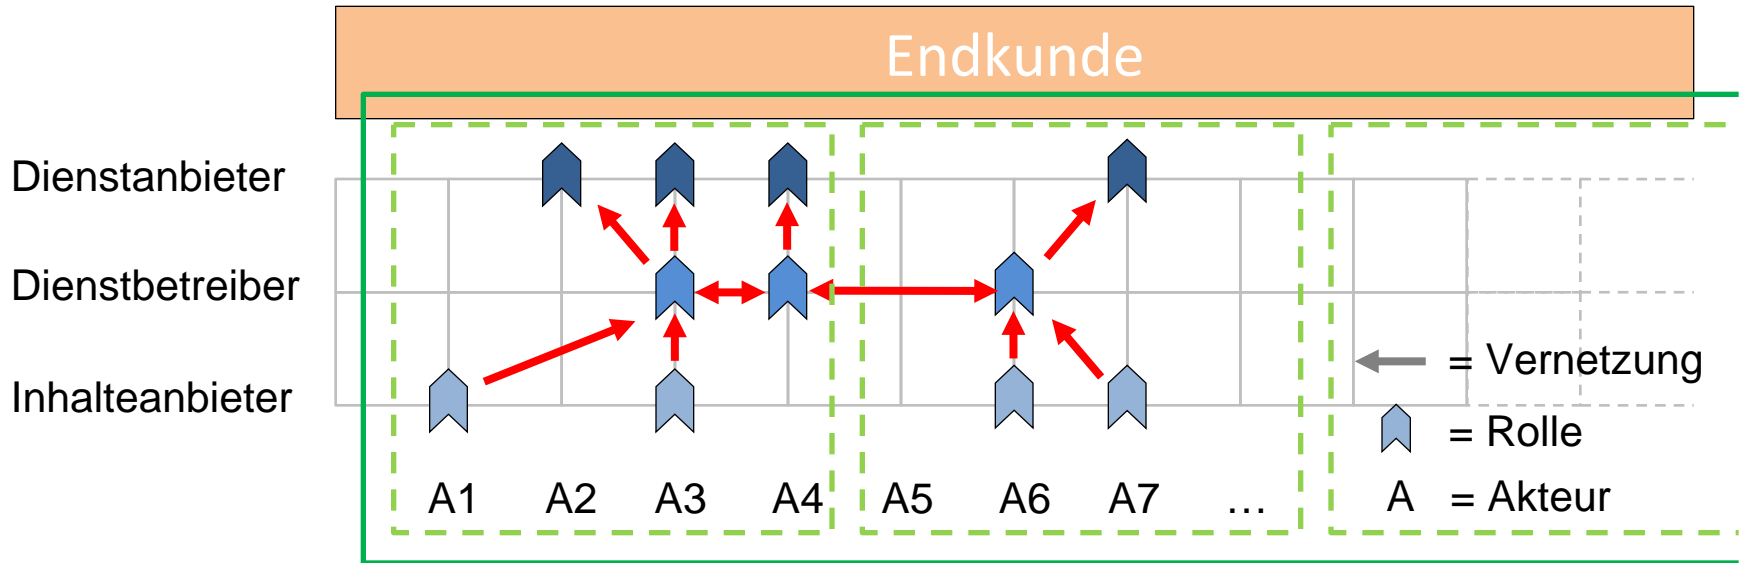 Endkunde
Dienstanbieter
Dienstbetreiber
Inhalteanbieter
= Vernetzung
= Rolle
A1 A2 A3 A4 A5 A6 A7 … A = Akteur